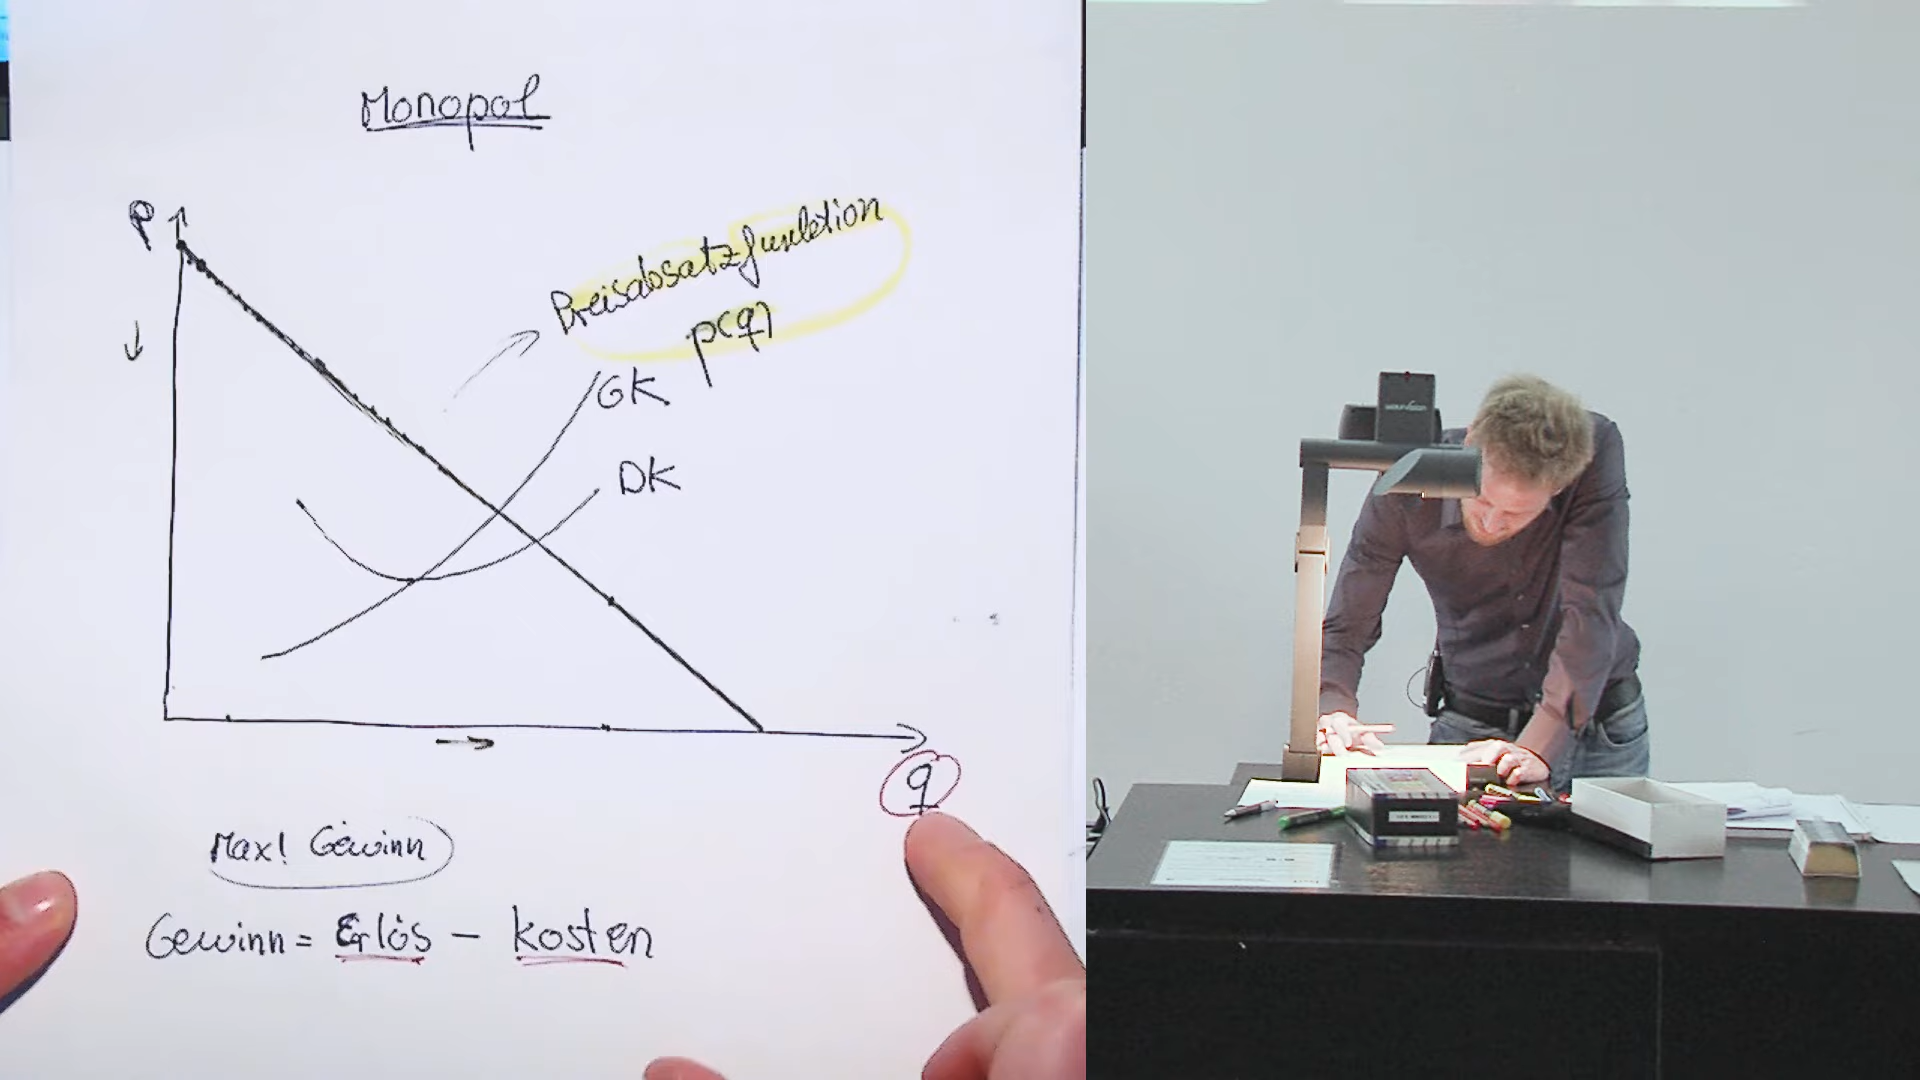 Monopol
p
Preisabsatzfunktion
p(q)
GK
DK
q
Max! Gewinn
Gewinn = Erlös - kosten